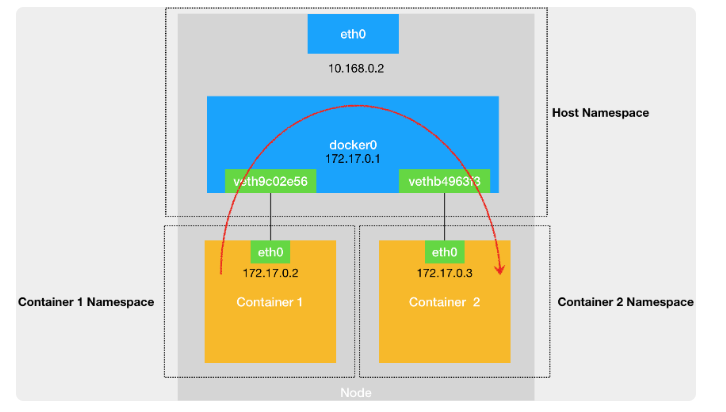 eth0
10.168.0.2
Host Namespace
docker0
172.17.0.1
veth9c02e56
vethb4963f3
eth0
eth0
172.17.0.2
172.17.0.3
Container 1 Namespace
Container 1
Container 2
Container 2 Namespace
Node